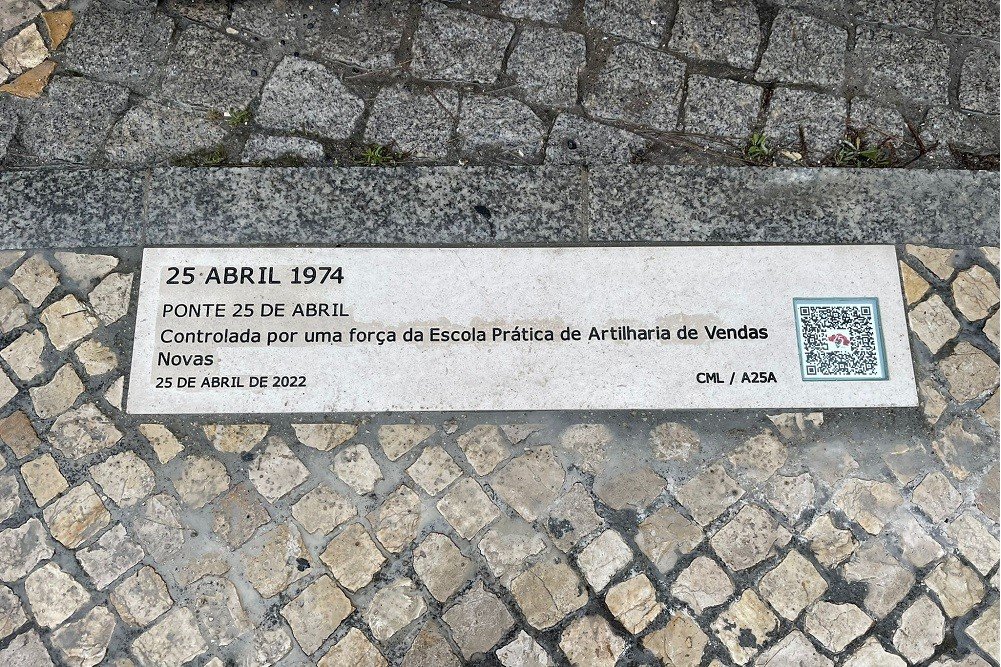 25 ABRIL 1974
PONTE 25 DE ABRIL
Controlada por uma força da Escola Prática de Artilharia de Vendas
Novas
25 DE ABRIL DE 2022
CML / A25A